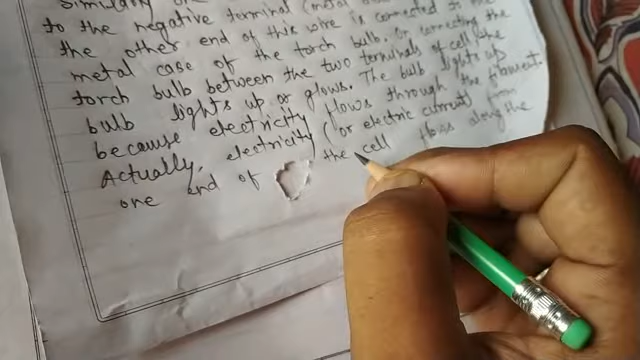 Similarly one
to the negative terminal (metal
the other end of this wire is connected to the
metal case of the torch bulb. On connecting the
torch bulb between the two terminals of cell, the
bulb lights up or glows. The bulb lights up
because electricity flows through the filament.
Actually, electricity (or electric current) from
one end of the cell flows along the